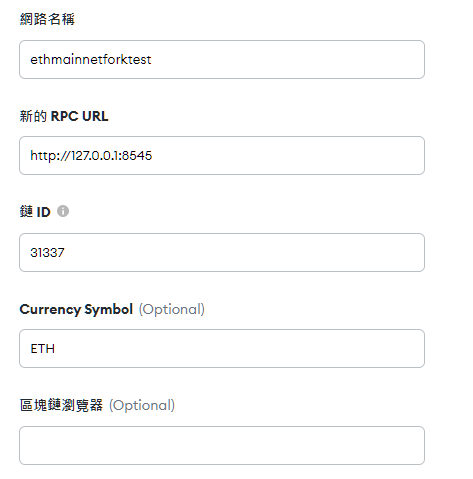 網路名稱
ethmainnetforktest
新的 RPC URL
http://127.0.0.1:8545
鏈 ID
31337
Currency Symbol (Optional)
ETH
區塊鏈瀏覽器 (Optional)